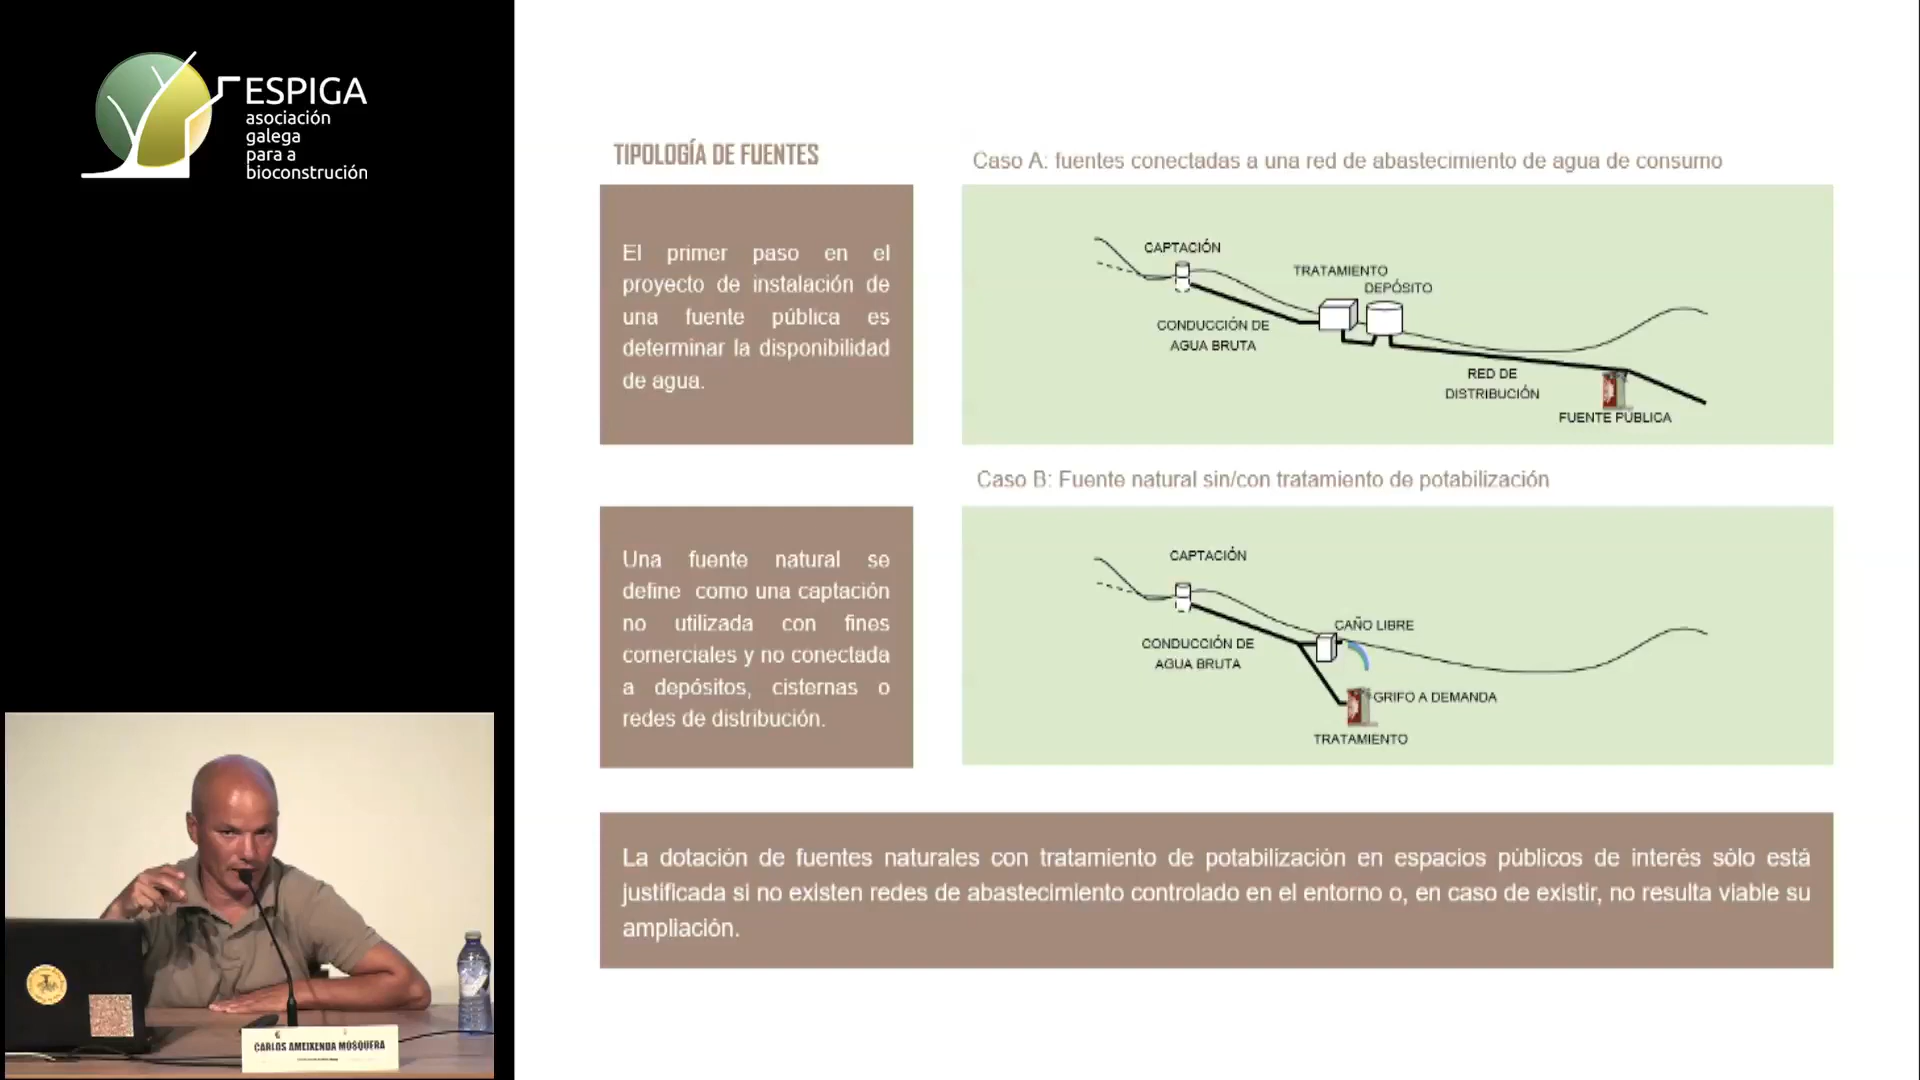 ESPIGA
asociación
galega
para a
bioconstrución
TIPOLOGÍA DE FUENTES
El primer paso en el
proyecto de instalación de
una fuente pública es
determinar la disponibilidad
de agua.
Caso A: fuentes conectadas a una red de abastecimiento de agua de consumo
CAPTACIÓN
TRATAMIENTO
DEPÓSITO
CONDUCCIÓN DE
AGUA BRUTA
RED DE
DISTRIBUCIÓN
FUENTE PÚBLICA
Una fuente natural se
define como una captación
no utilizada con fines
comerciales y no conectada
a depósitos, cisternas o
redes de distribución.
Caso B: Fuente natural sin/con tratamiento de potabilización
CAPTACIÓN
CAÑO LIBRE
CONDUCCIÓN DE
AGUA BRUTA
GRIFO A DEMANDA
TRATAMIENTO
La dotación de fuentes naturales con tratamiento de potabilización en espacios públicos de interés sólo está
justificada si no existen redes de abastecimiento controlado en el entorno o, en caso de existir, no resulta viable su
ampliación.
CARLOS AMEIXENDA MOSQUERA